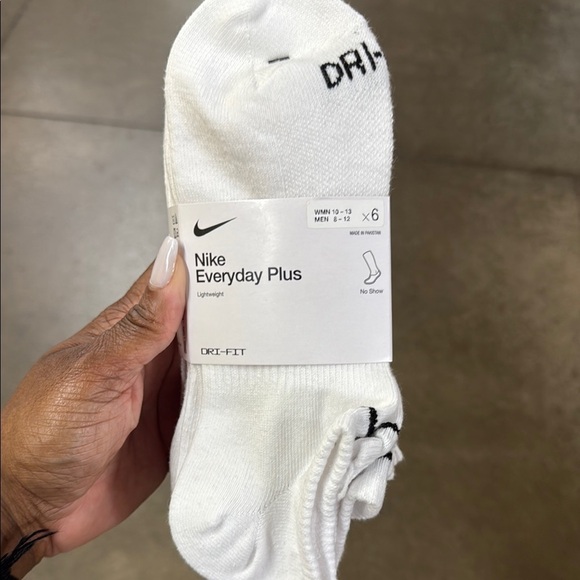 DRI-
WMN 10 - 13
MEN 8 - 12
x6
MADE IN PAKISTAN
Nike
Everyday Plus
Lightweight
No Show
DRI-FIT